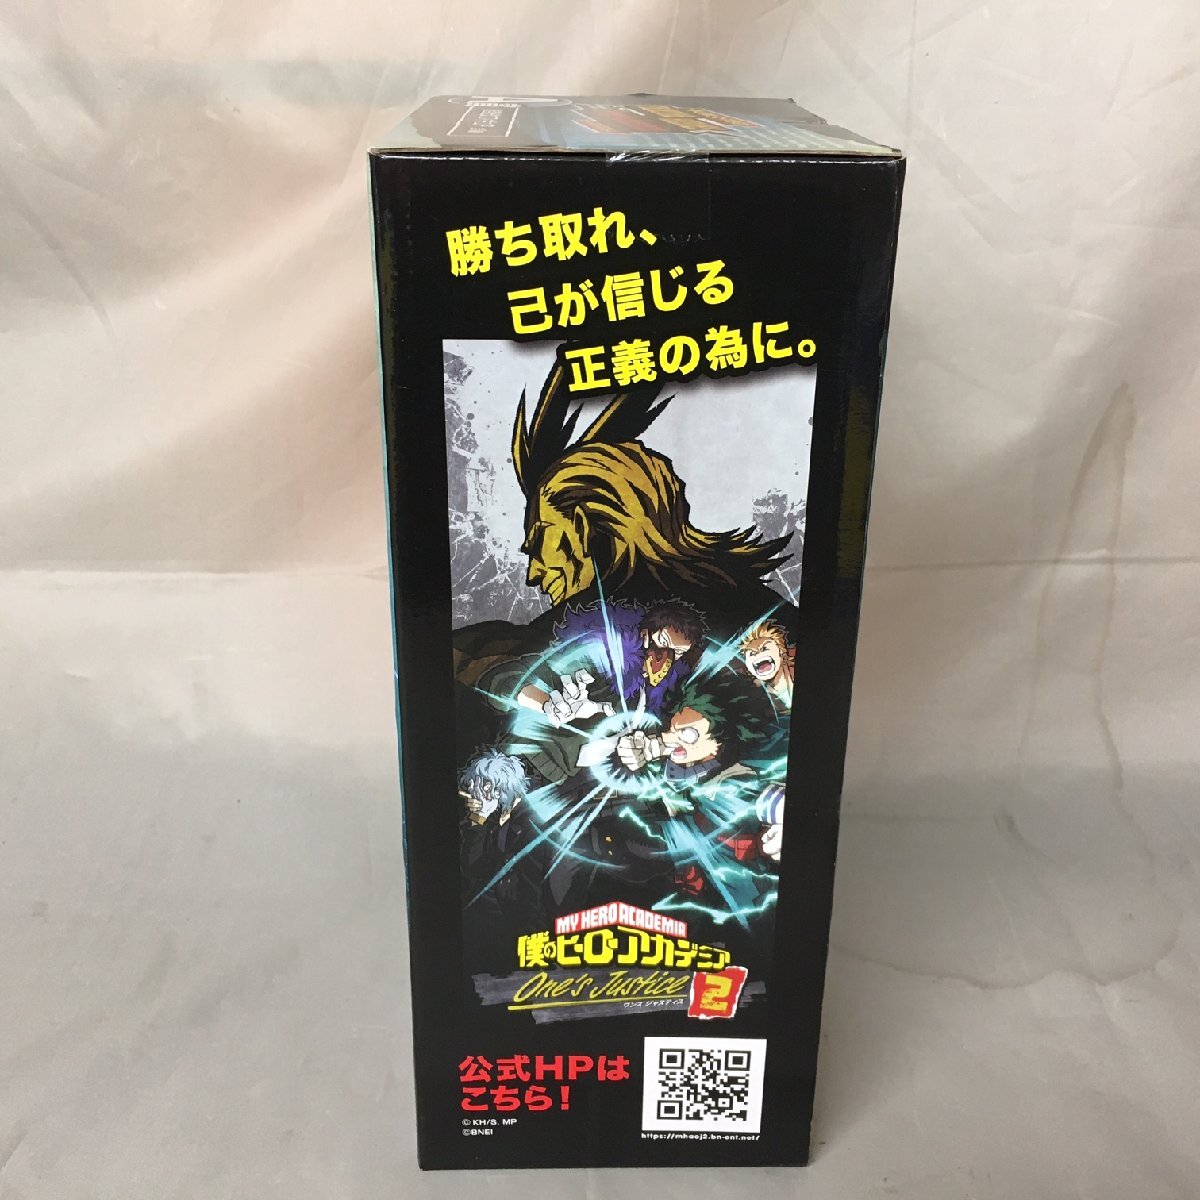 勝ち取れ、
己が信じる
正義の為に。
MY HERO ACADEMIA
僕のヒーローアカデミア
One's Justice 2
ワンズ ジャスティス
公式HPは
こちら!
© KH/S. MP
©BNEI
https://mhaoj2.bn-ent.net/